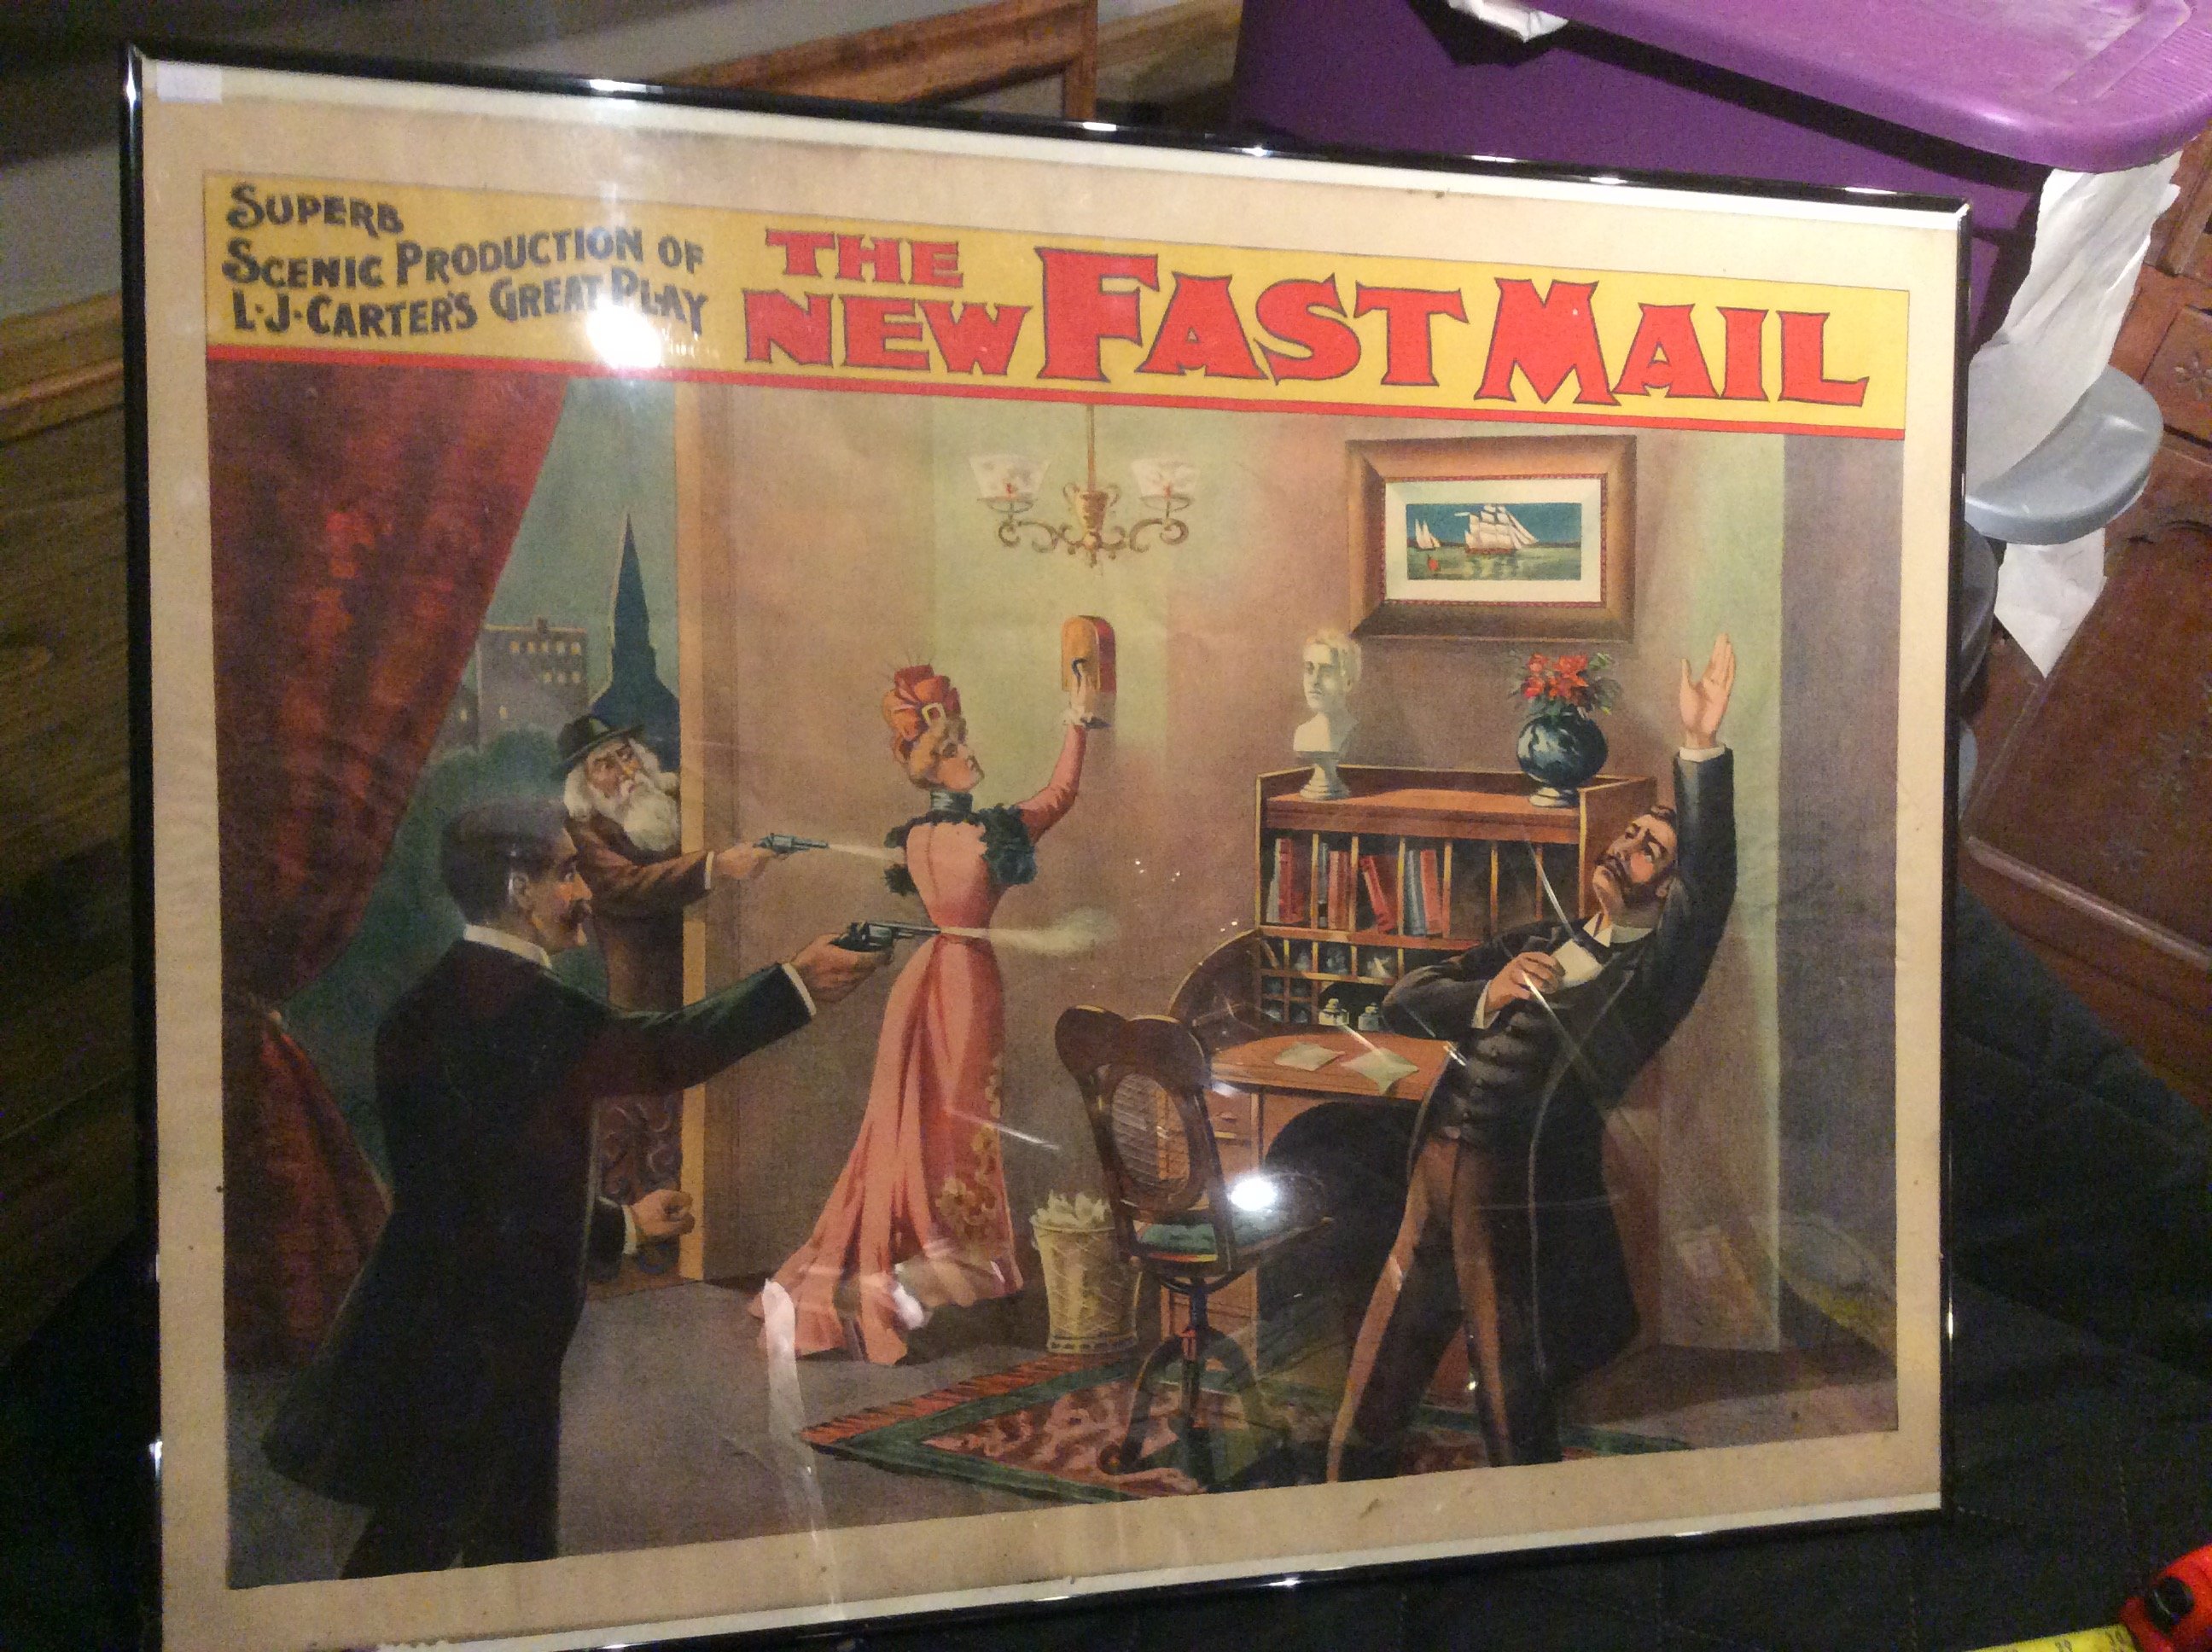 SUPERB
SCENIC PRODUCTION OF
L.J. CARTER'S GREAT PLAY
THE
NEW FAST MAIL